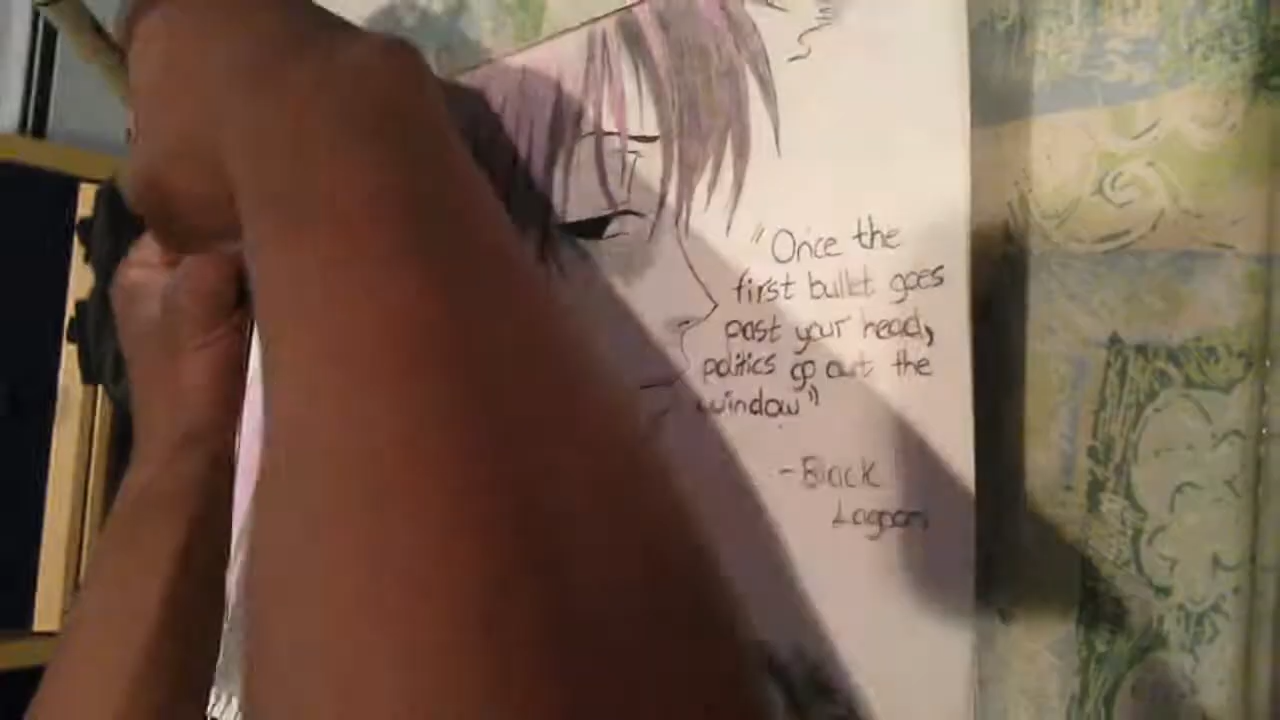 "Once the
first bullet goes
past your head,
politics go out the
window"
-Black
Lagoon